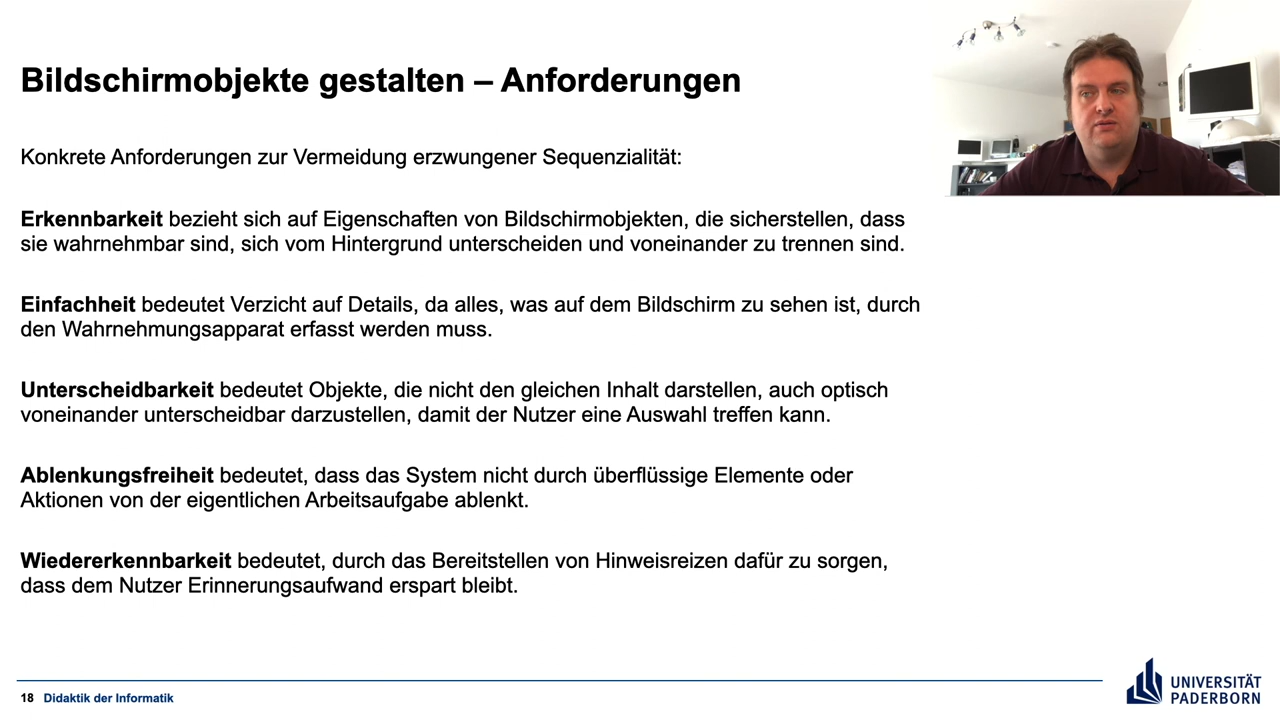 Bildschirmobjekte gestalten – Anforderungen
Konkrete Anforderungen zur Vermeidung erzwungener Sequenzialität:
Erkennbarkeit bezieht sich auf Eigenschaften von Bildschirmobjekten, die sicherstellen, dass
sie wahrnehmbar sind, sich vom Hintergrund unterscheiden und voneinander zu trennen sind.
Einfachheit bedeutet Verzicht auf Details, da alles, was auf dem Bildschirm zu sehen ist, durch
den Wahrnehmungsapparat erfasst werden muss.
Unterscheidbarkeit bedeutet Objekte, die nicht den gleichen Inhalt darstellen, auch optisch
voneinander unterscheidbar darzustellen, damit der Nutzer eine Auswahl treffen kann.
Ablenkungsfreiheit bedeutet, dass das System nicht durch überflüssige Elemente oder
Aktionen von der eigentlichen Arbeitsaufgabe ablenkt.
Wiedererkennbarkeit bedeutet, durch das Bereitstellen von Hinweisreizen dafür zu sorgen,
dass dem Nutzer Erinnerungsaufwand erspart bleibt.
18 Didaktik der Informatik
UNIVERSITÄT
PADERBORN